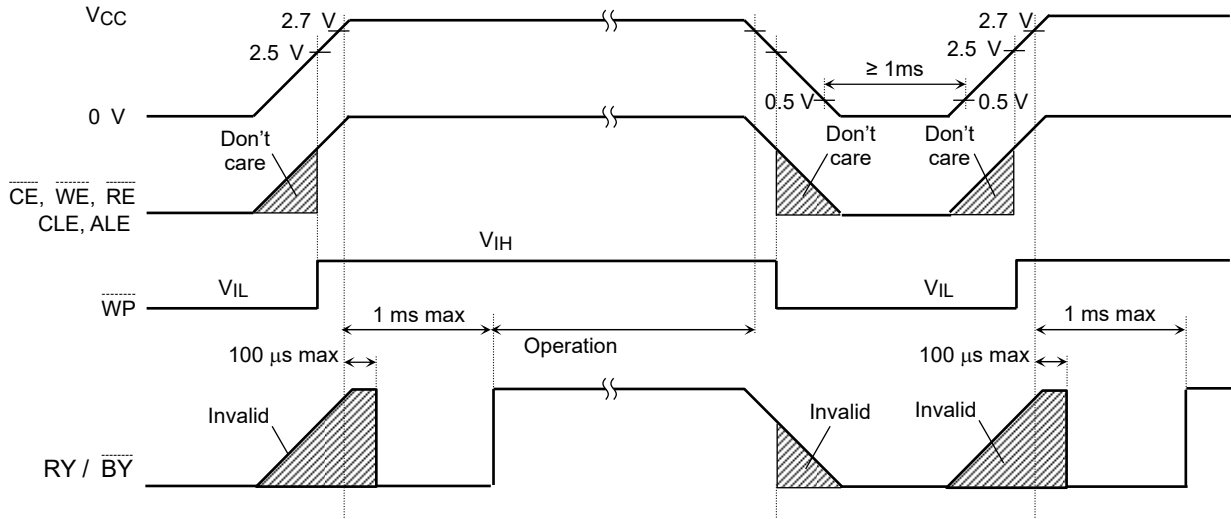 VCC
2.7 V
2.5 V
0 V
0.5 V
≥ 1ms
0.5 V
2.7 V
2.5 V
Don't care
Don't care
Don't care
CE, WE, RE
CLE, ALE
VIH
VIL
VIL
WP
1 ms max
Operation
1 ms max
100 μs max
100 μs max
Invalid
Invalid
Invalid
RY / BY